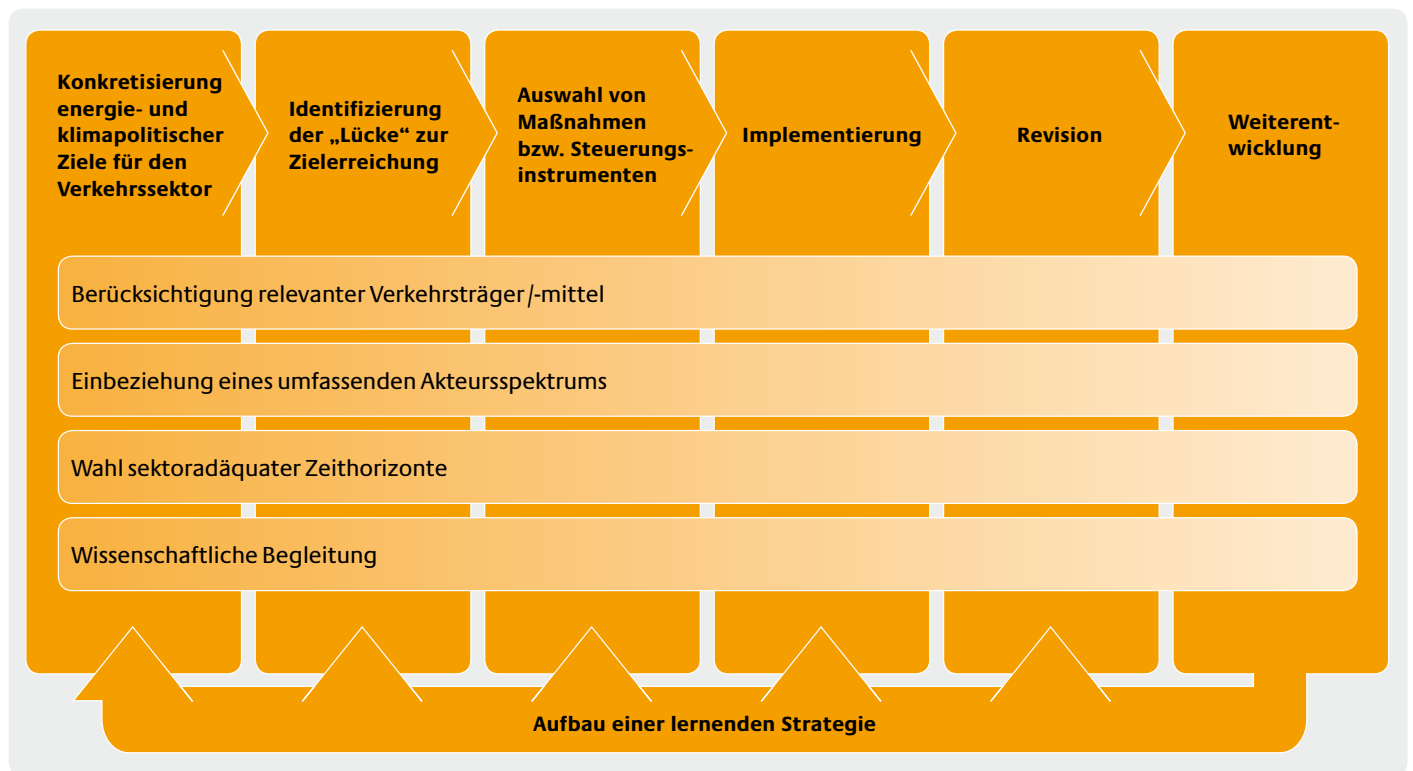 Konkretisierung
energie- und
klimapolitischer
Ziele für den
Verkehrssektor
Identifizierung
der „Lücke“ zur
Zielerreichung
Auswahl von
Maßnahmen
bzw. Steuerungs-
instrumenten
Implementierung
Revision
Weiterent-
wicklung
Berücksichtigung relevanter Verkehrsträger/-mittel
Einbeziehung eines umfassenden Akteursspektrums
Wahl sektoradäquater Zeithorizonte
Wissenschaftliche Begleitung
Aufbau einer lernenden Strategie